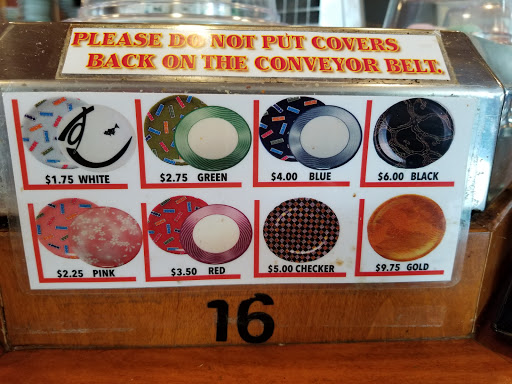 PLEASE DO NOT PUT COVERS
BACK ON THE CONVEYOR BELT.
$1.75 WHITE
$2.75 GREEN
$4.00 BLUE
$6.00 BLACK
$2.25 PINK
$3.50 RED
$5.00 CHECKER
$9.75 GOLD
16